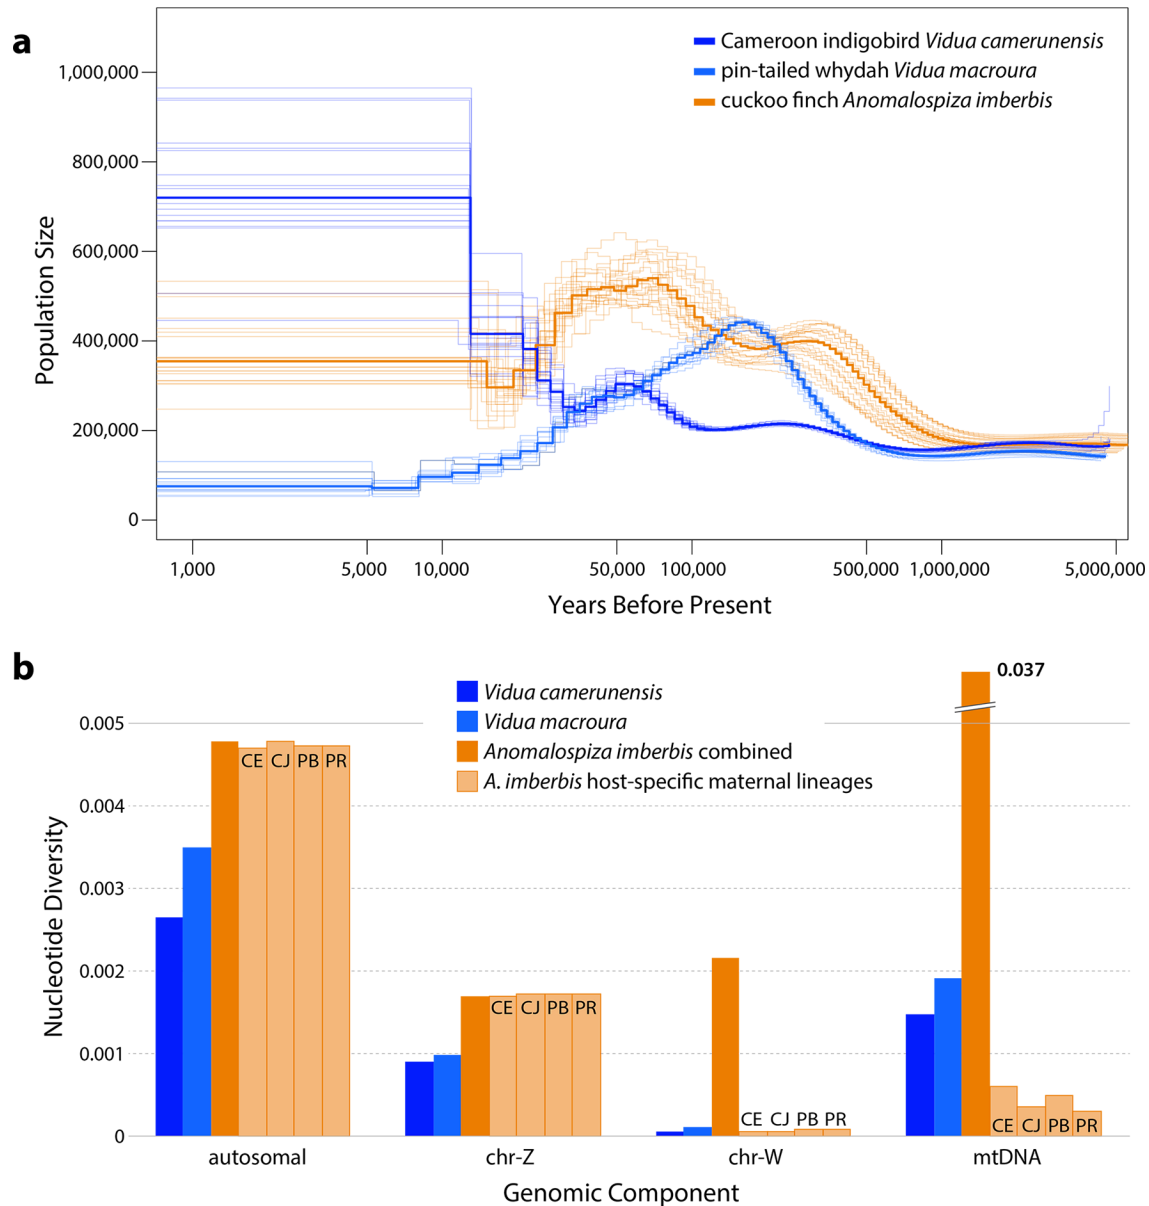 a
Cameroon indigobird Vidua camerunensis
pin-tailed whydah Vidua macroura
cuckoo finch Anomalospiza imberbis
Population Size
1,000,000
800,000
600,000
400,000
200,000
0
1,000 5,000 10,000 50,000 100,000 500,000 1,000,000 5,000,000
Years Before Present
b
Vidua camerunensis
Vidua macroura
Anomalospiza imberbis combined
A. imberbis host-specific maternal lineages
0.037
Nucleotide Diversity
0.005
0.004
0.003
0.002
0.001
0
CE CJ PB PR
CE CJ PB PR
CE CJ PB PR
CE CJ PB PR
autosomal chr-Z chr-W mtDNA
Genomic Component